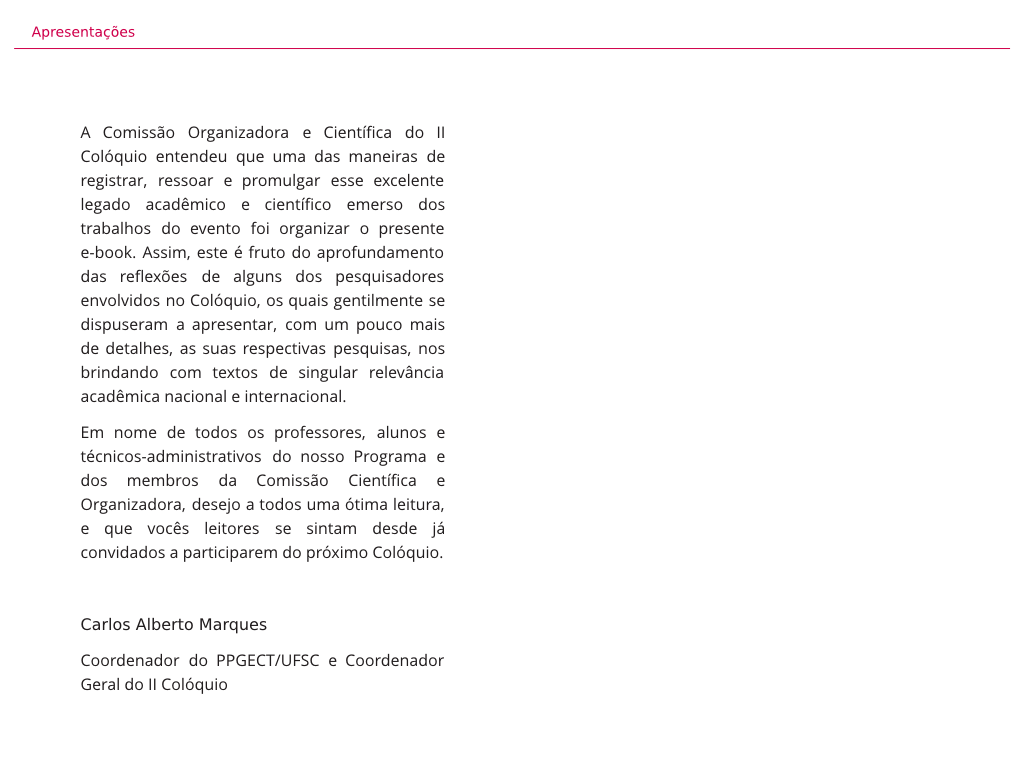 Apresentações
A Comissão Organizadora e Científica do II
Colóquio entendeu que uma das maneiras de
registrar, ressoar e promulgar esse excelente
legado acadêmico e científico emerso dos
trabalhos do evento foi organizar o presente
e-book. Assim, este é fruto do aprofundamento
das reflexões de alguns dos pesquisadores
envolvidos no Colóquio, os quais gentilmente se
dispuseram a apresentar, com um pouco mais
de detalhes, as suas respectivas pesquisas, nos
brindando com textos de singular relevância
acadêmica nacional e internacional.
Em nome de todos os professores, alunos e
técnicos-administrativos do nosso Programa e
dos membros da Comissão Científica e
Organizadora, desejo a todos uma ótima leitura,
e que vocês leitores se sintam desde já
convidados a participarem do próximo Colóquio.
Carlos Alberto Marques
Coordenador do PPGECT/UFSC e Coordenador
Geral do II Colóquio